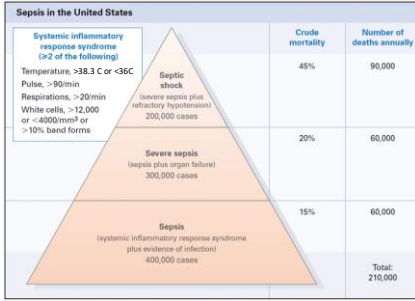 Sepsis in the United States
Systemic inflammatory
response syndrome
(≥2 of the following)
Temperature, >38.3 C or <36C
Pulse, >90/min
Respirations, >20/min
White cells, >12,000
or <4000/mm³ or
>10% band forms
Crude
mortality
Number of
deaths annually
Septic
shock
(severe sepsis plus
refractory hypotension)
200,000 cases
45%
90,000
Severe sepsis
(sepsis plus organ failure)
300,000 cases
20%
60,000
Sepsis
(systemic inflammatory response syndrome
plus evidence of infection)
400,000 cases
15%
60,000
Total:
210,000